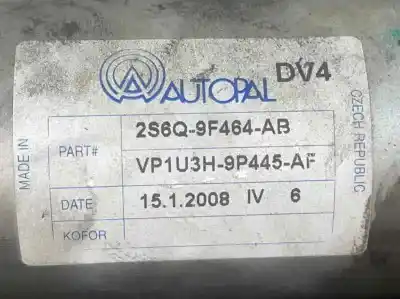 AUTOPAL DV4
MADE IN
CZECH REPUBLIC
PART#
2S6Q-9F464-AB
VP1U3H-9P445-AF
DATE 15.1.2008 IV 6
KOFOR